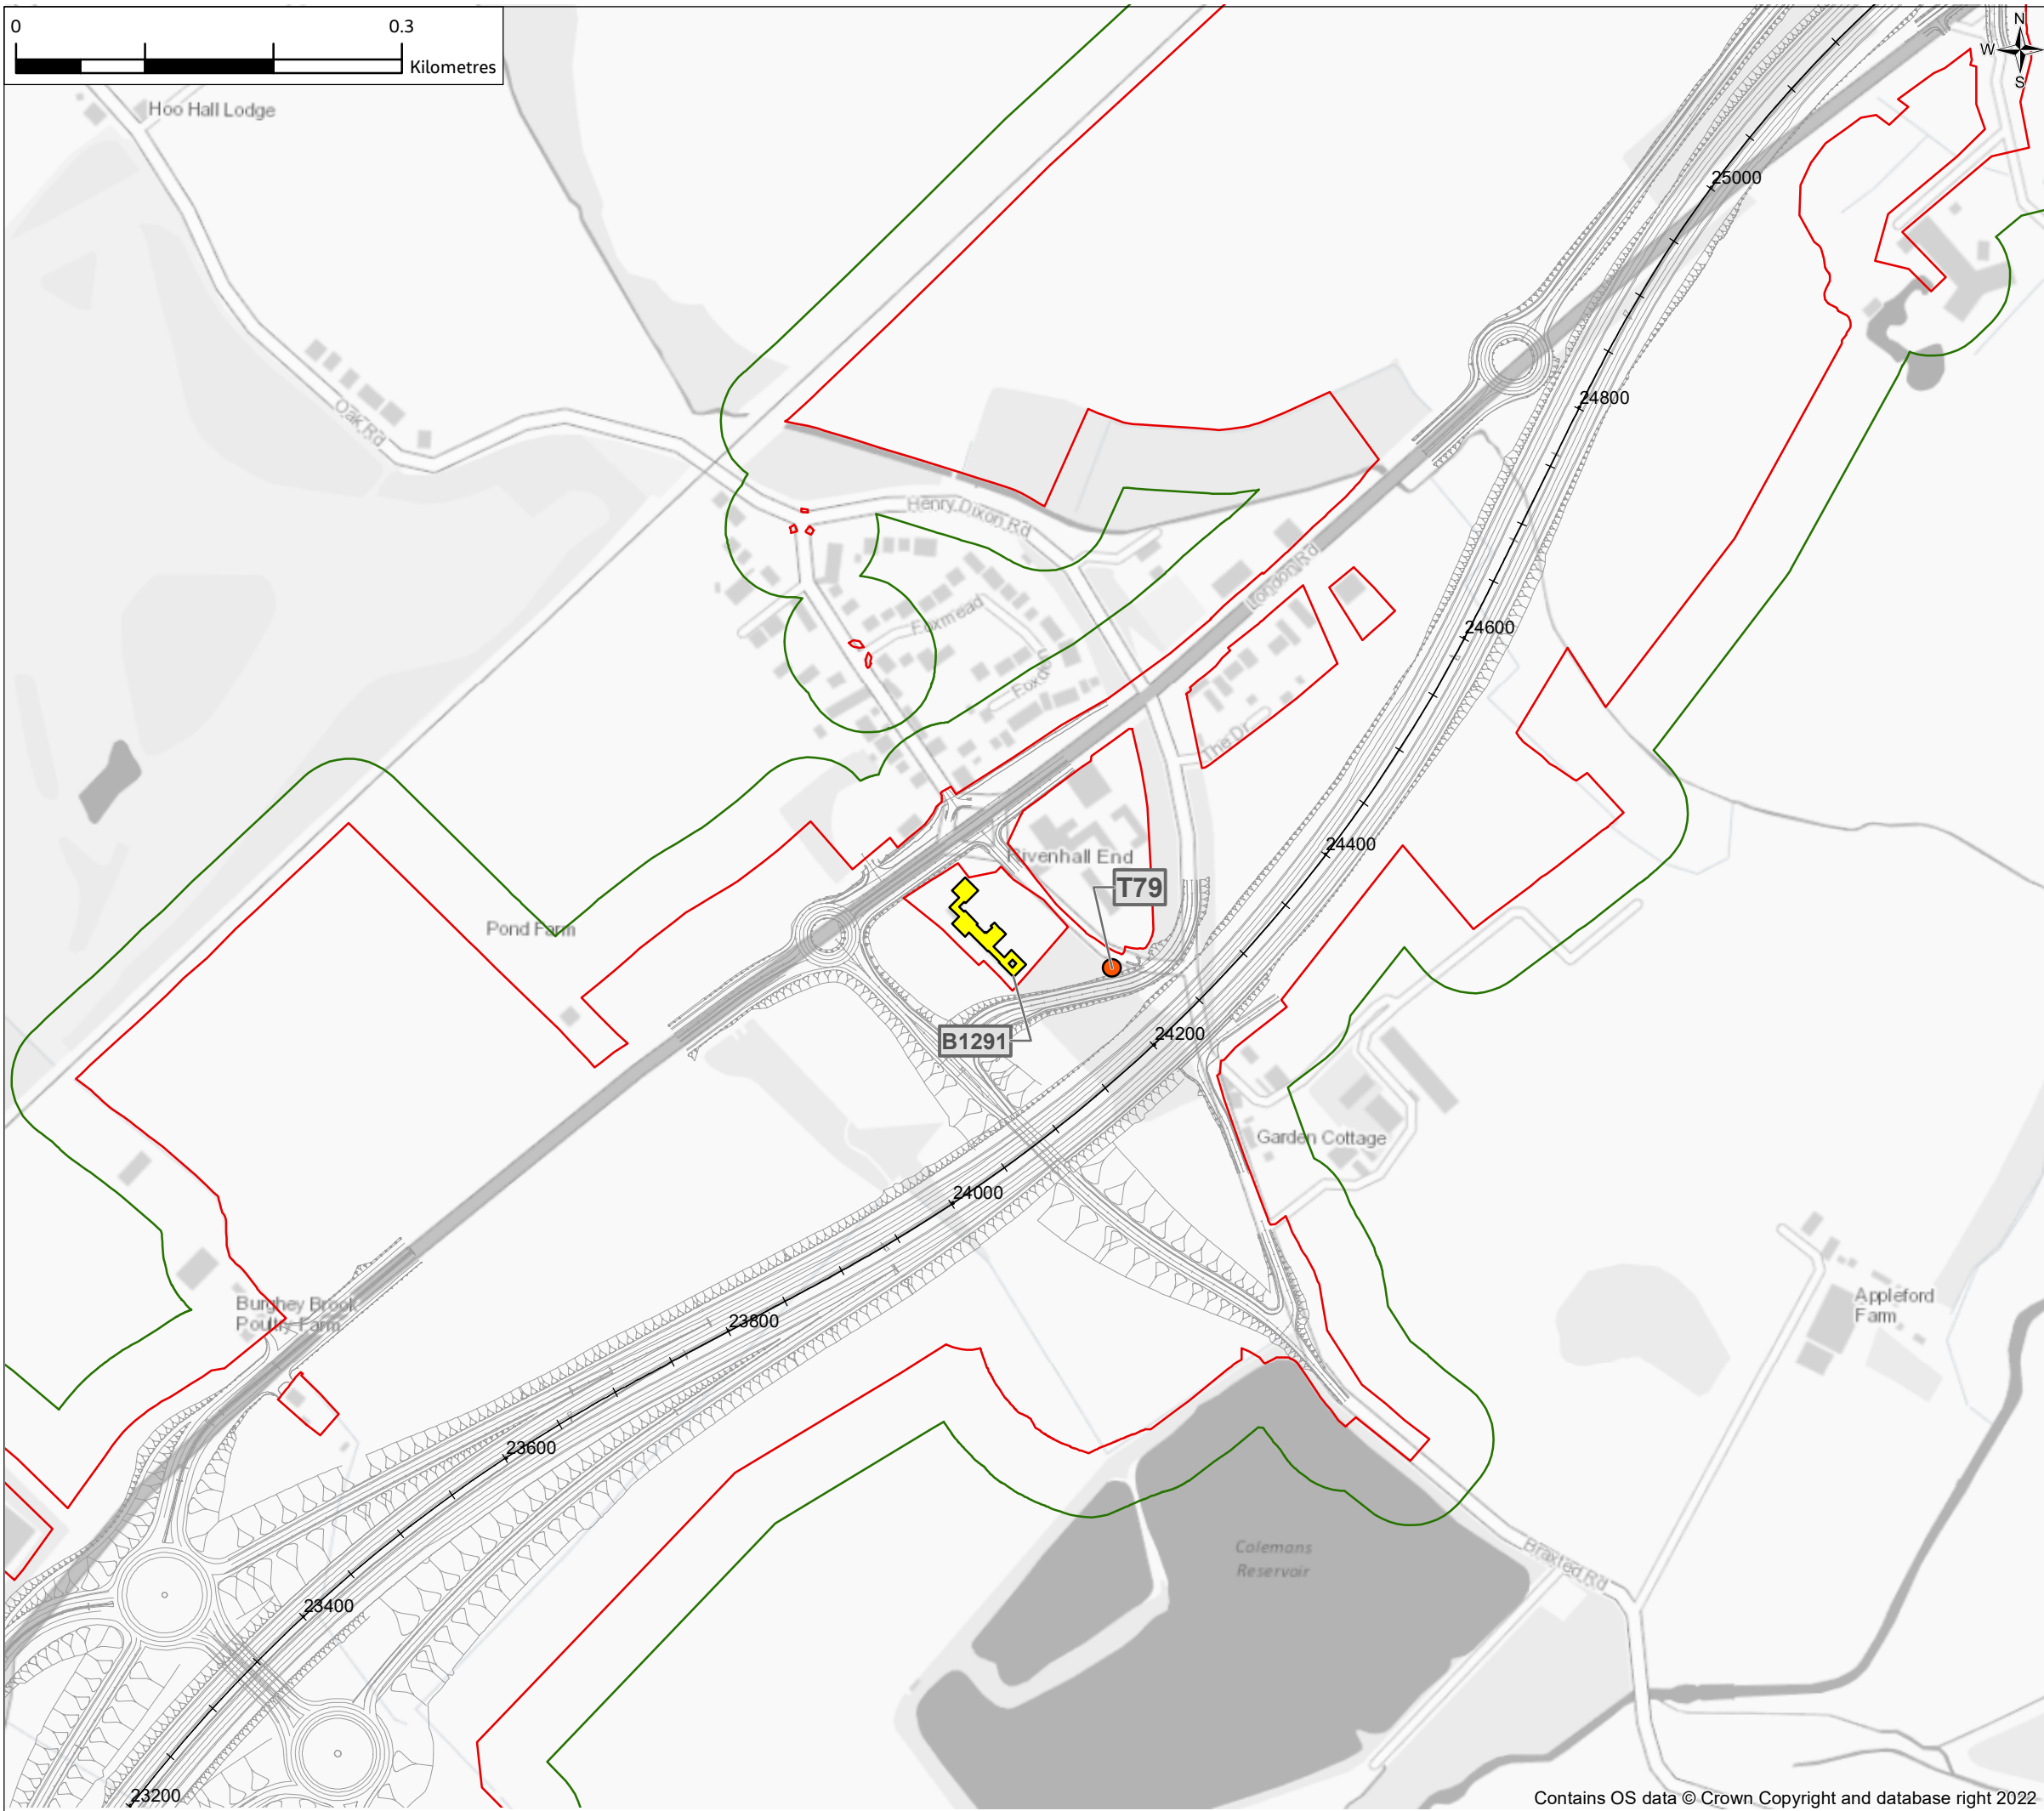 0 0.3
Kilometres
N
W
S
Hoo Hall Lodge
25000
Oak Rd
24800
Henry Dixon Rd
London Rd
Foxmead
24600
The Dr
24400
Rivenhall End
T79
Pond Farm
B1291
24200
Garden Cottage
24000
Burghey Brook
Poultry Farm
Appleford
Farm
23800
23600
Colemans
Reservoir
Braxted Rd
23400
23200
Contains OS data © Crown Copyright and database right 2022